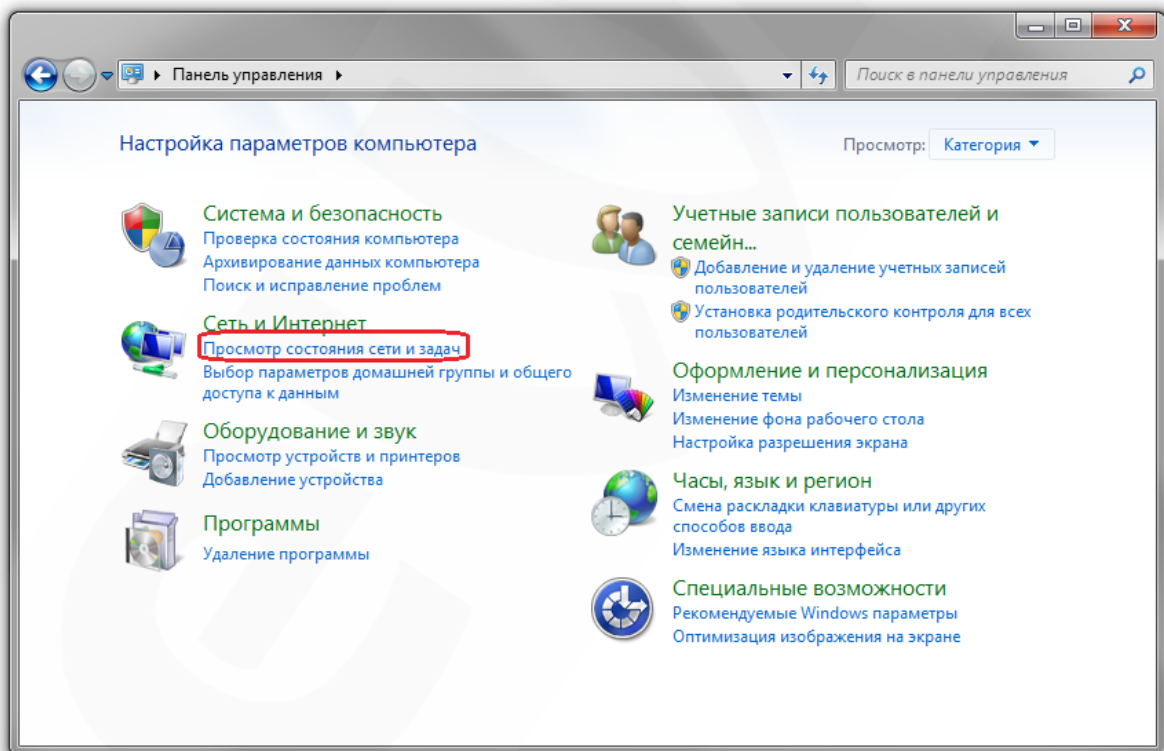 Панель управления
Поиск в панели управления
Настройка параметров компьютера
Просмотр: Категория
Система и безопасность
Проверка состояния компьютера
Архивирование данных компьютера
Поиск и исправление проблем
Сеть и Интернет
Просмотр состояния сети и задач
Выбор параметров домашней группы и общего
доступа к данным
Оборудование и звук
Просмотр устройств и принтеров
Добавление устройства
Программы
Удаление программы
Учетные записи пользователей и
семейн...
Добавление и удаление учетных записей
пользователей
Установка родительского контроля для всех
пользователей
Оформление и персонализация
Изменение темы
Изменение фона рабочего стола
Настройка разрешения экрана
Часы, язык и регион
Смена раскладки клавиатуры или других
способов ввода
Изменение языка интерфейса
Специальные возможности
Рекомендуемые Windows параметры
Оптимизация изображения на экране